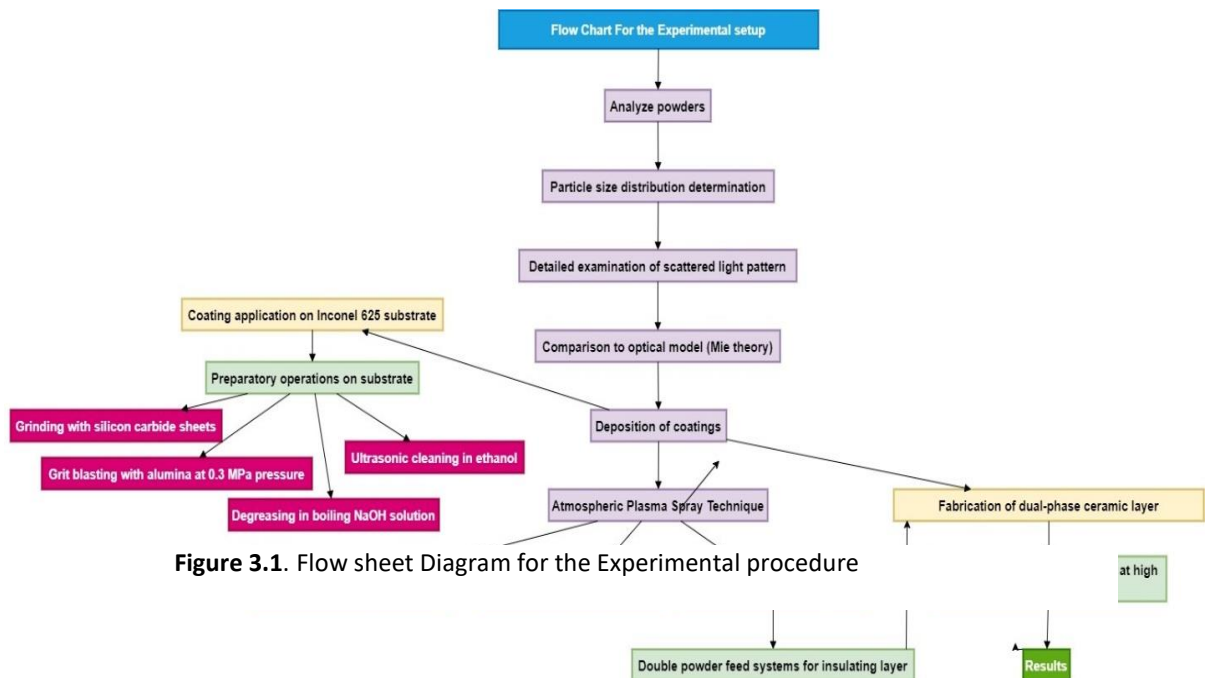 Flow Chart For the Experimental setup
Analyze powders
Particle size distribution determination
Detailed examination of scattered light pattern
Coating application on Inconel 625 substrate
Comparison to optical model (Mie theory)
Preparatory operations on substrate
Grinding with silicon carbide sheets
Deposition of coatings
Ultrasonic cleaning in ethanol
Grit blasting with alumina at 0.3 MPa pressure
Degreasing in boiling NaOH solution
Atmospheric Plasma Spray Technique
Fabrication of dual-phase ceramic layer
Figure 3.1. Flow sheet Diagram for the Experimental procedure
at high
Double powder feed systems for insulating layer
Results